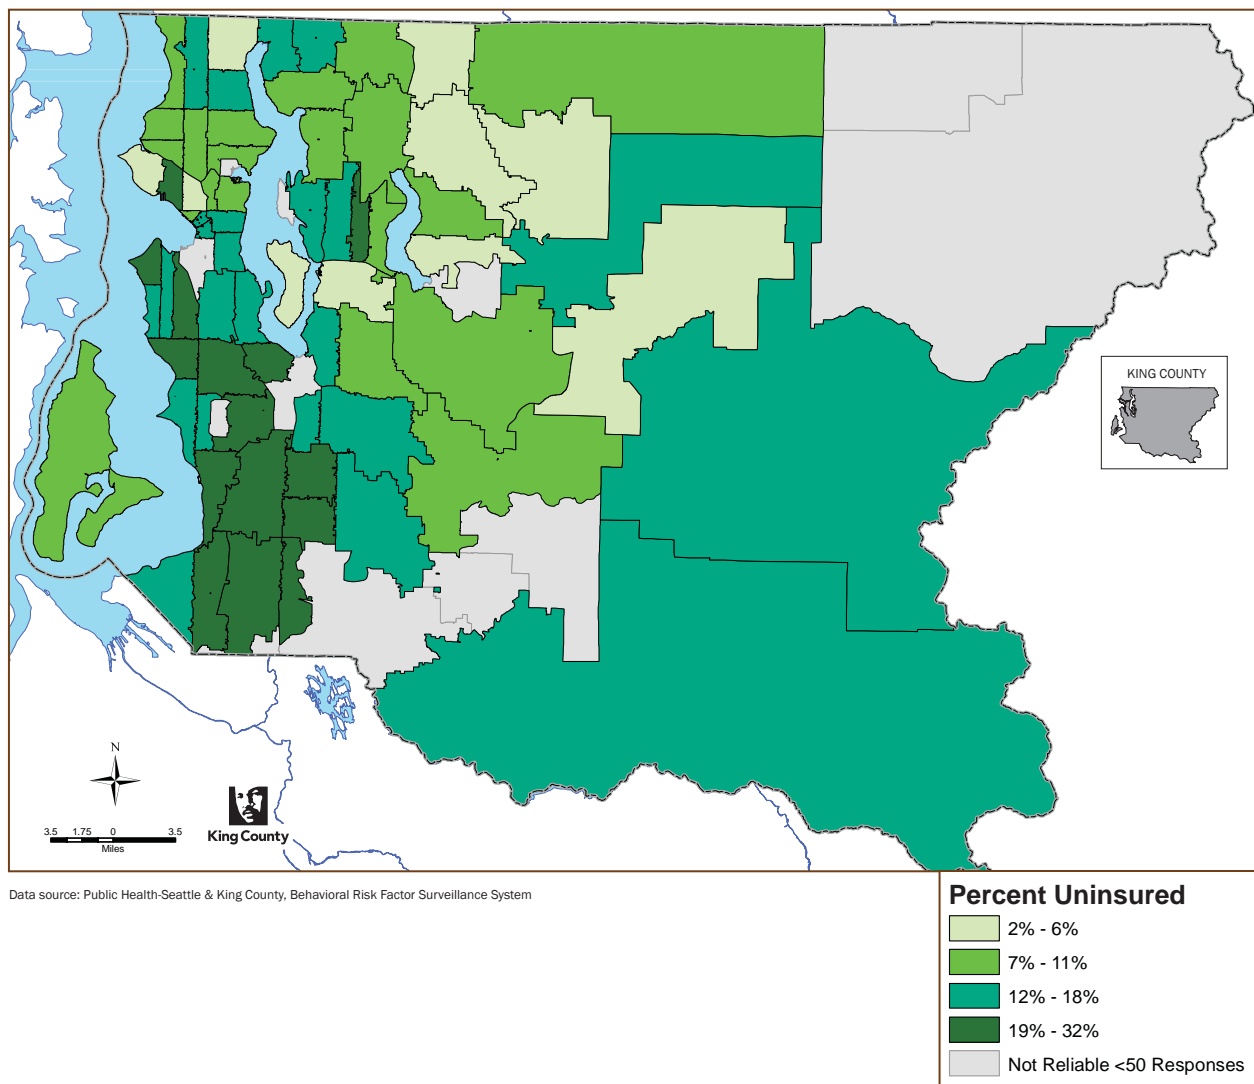 KING COUNTY
N
3.5 1.75 0 3.5
Miles
King County
Data source: Public Health-Seattle & King County, Behavioral Risk Factor Surveillance System
Percent Uninsured
2% - 6%
7% - 11%
12% - 18%
19% - 32%
Not Reliable <50 Responses